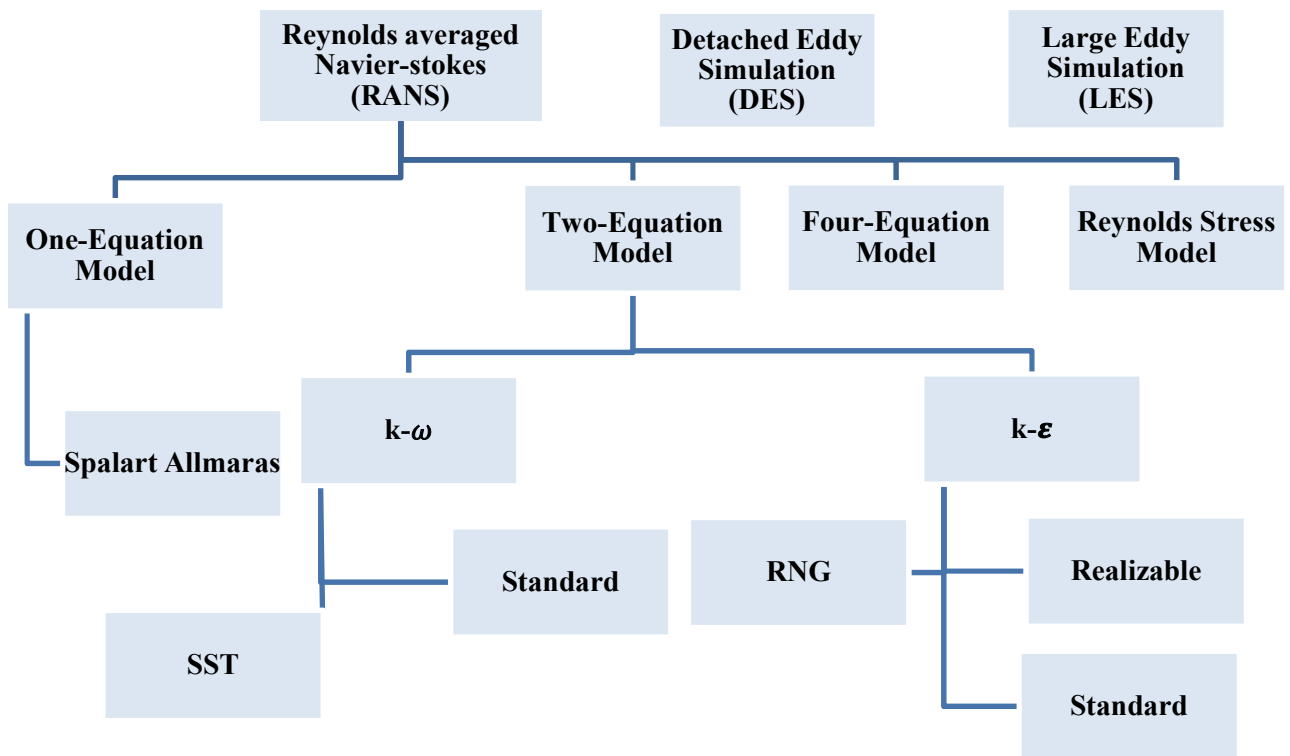 Reynolds averaged
Navier-stokes
(RANS)
Detached Eddy
Simulation
(DES)
Large Eddy
Simulation
(LES)
One-Equation
Model
Two-Equation
Model
Four-Equation
Model
Reynolds Stress
Model
Spalart Allmaras
k-ω
k-ε
SST
Standard
RNG
Realizable
Standard